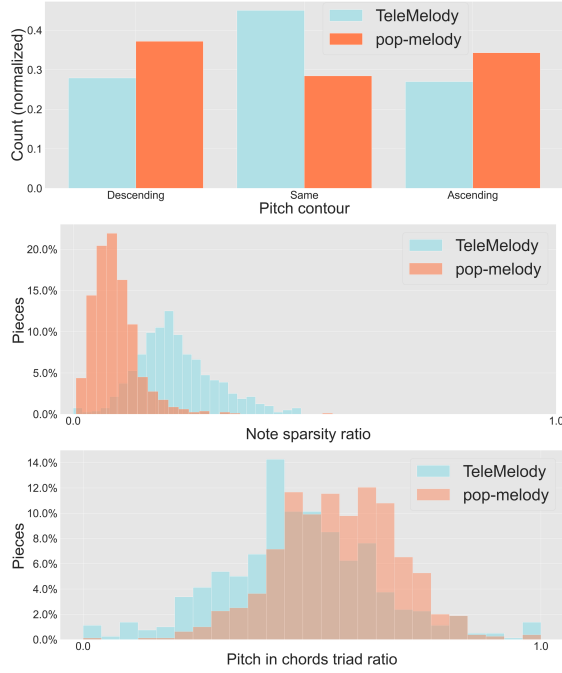 TeleMelody
pop-melody
Count (normalized)
0.4
0.3
0.2
0.1
0.0
Descending
Same
Ascending
Pitch contour
TeleMelody
pop-melody
Pieces
20.0%
15.0%
10.0%
5.0%
0.0%
0.0
1.0
Note sparsity ratio
TeleMelody
pop-melody
Pieces
14.0%
12.0%
10.0%
8.0%
6.0%
4.0%
2.0%
0.0%
0.0
1.0
Pitch in chords triad ratio